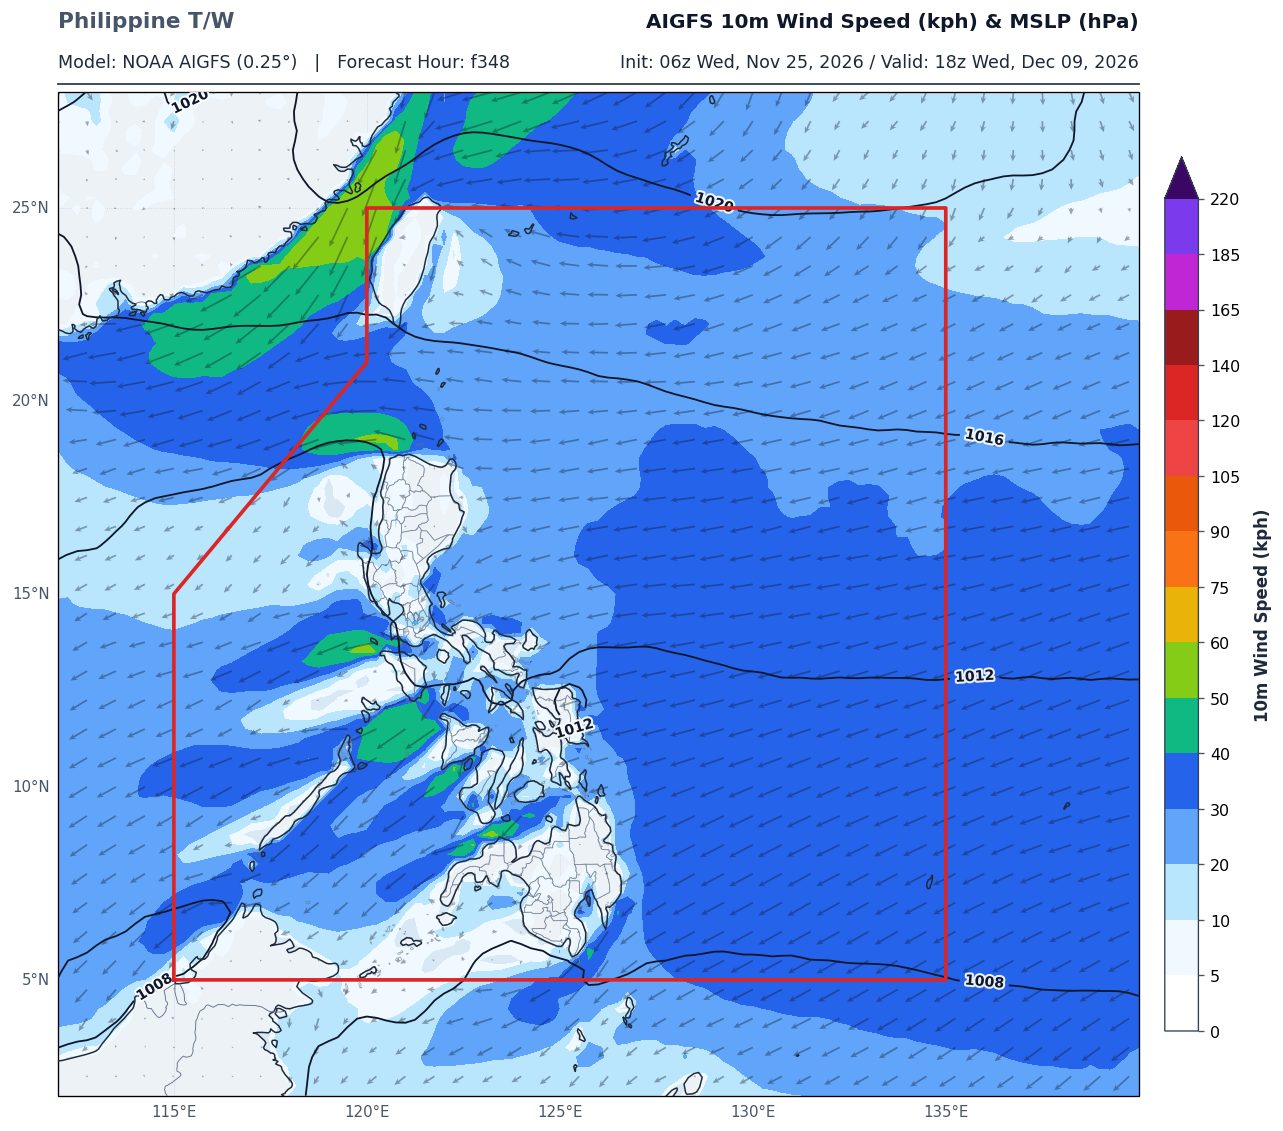 Philippine T/W
AIGFS 10m Wind Speed (kph) & MSLP (hPa)
Model: NOAA AIGFS (0.25°) | Forecast Hour: f348
Init: 06z Wed, Nov 25, 2026 / Valid: 18z Wed, Dec 09, 2026
1020
1020
1016
1012
1012
1008
1008
25°N
20°N
15°N
10°N
5°N
115°E
120°E
125°E
130°E
135°E
220
185
165
140
120
105
90
75
60
50
40
30
20
10
5
0
10m Wind Speed (kph)